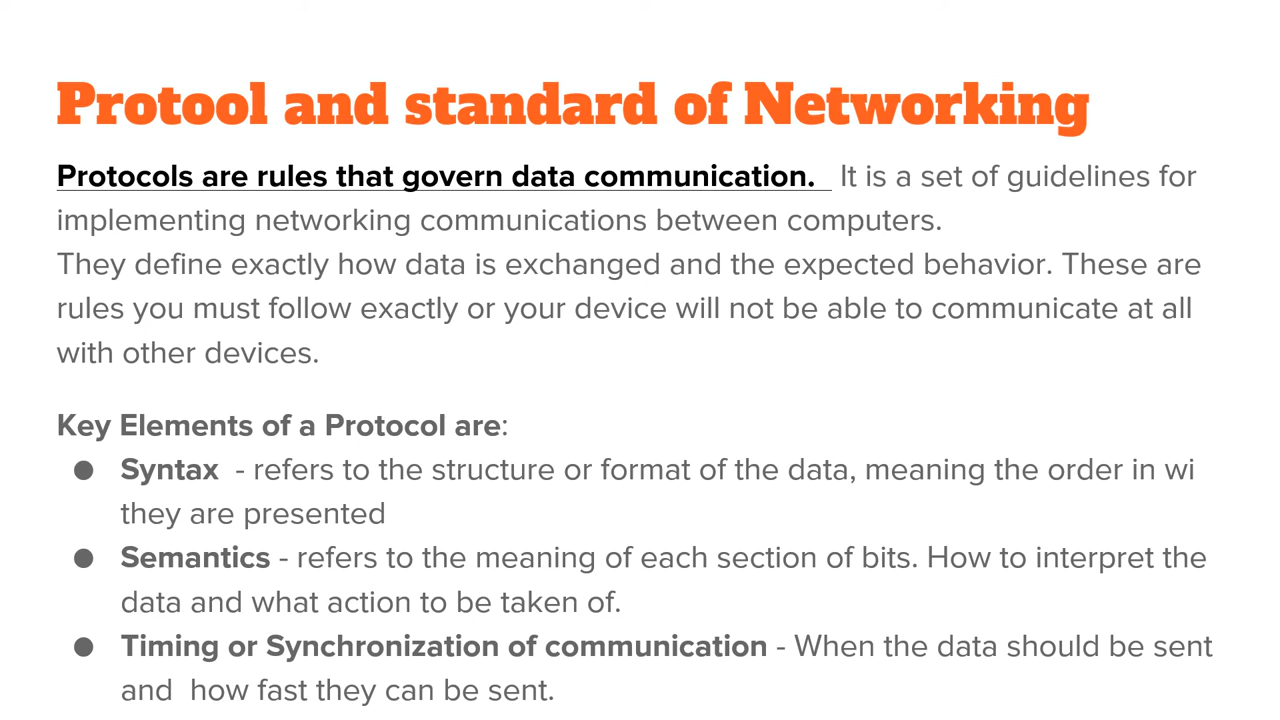 Protool and standard of Networking
Protocols are rules that govern data communication. It is a set of guidelines for
implementing networking communications between computers.
They define exactly how data is exchanged and the expected behavior. These are
rules you must follow exactly or your device will not be able to communicate at all
with other devices.
Key Elements of a Protocol are:
● Syntax - refers to the structure or format of the data, meaning the order in wi
they are presented
● Semantics - refers to the meaning of each section of bits. How to interpret the
data and what action to be taken of.
● Timing or Synchronization of communication - When the data should be sent
and how fast they can be sent.